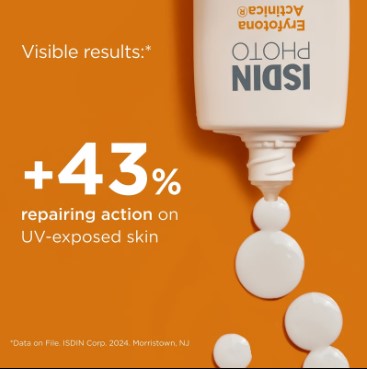 Visible results:*
Eryfotona
Actinica®
ISDIN
PHOTO
+43%
repairing action on
UV-exposed skin
*Data on File. ISDIN Corp. 2024. Morristown, NJ